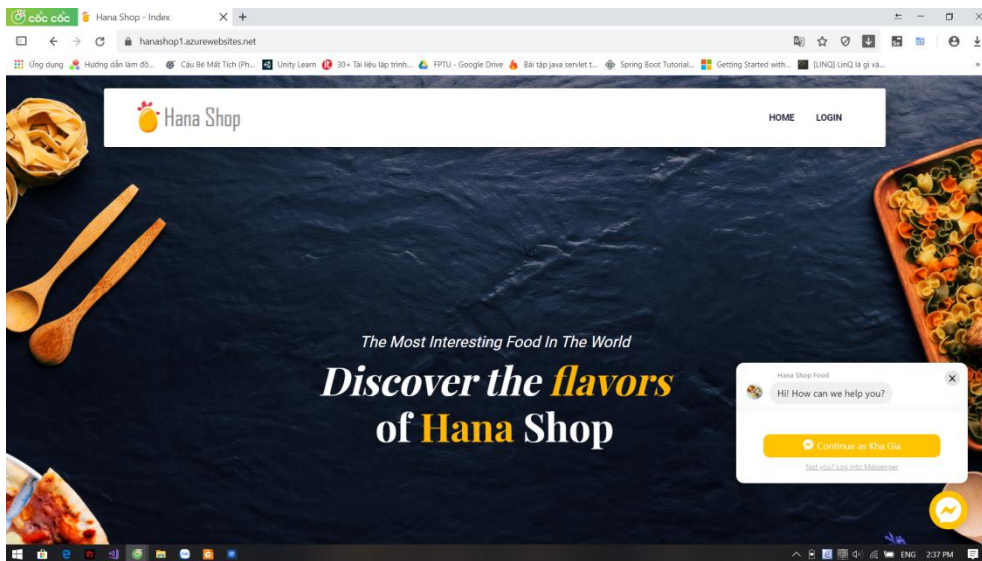 cốc cốc
Hana Shop - Index
hanashop1.azurewebsites.net
Ứng dụng
Hướng dẫn làm đồ...
Cậu Bé Mất Tích (Ph...
Unity Learn
30+ Tài liệu lập trình...
FPTU - Google Drive
Bài tập java servlet t...
Spring Boot Tutorial...
Getting Started with...
[LINQ] LinQ là gì và...
Hana Shop
HOME
LOGIN
The Most Interesting Food In The World
Discover the flavors
of Hana Shop
Hana Shop Food
Hi! How can we help you?
Continue as Kha Gia
Not you? Log into Messenger
ENG
2:37 PM